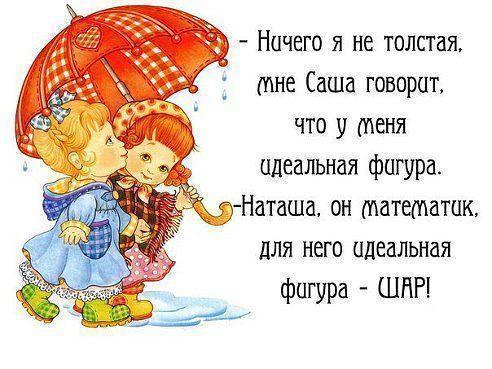 - Ничего я не толстая,
мне Саша говорит,
что у меня
идеальная фигура.
-Наташа, он математик,
для него идеальная
фигура - ШАР!